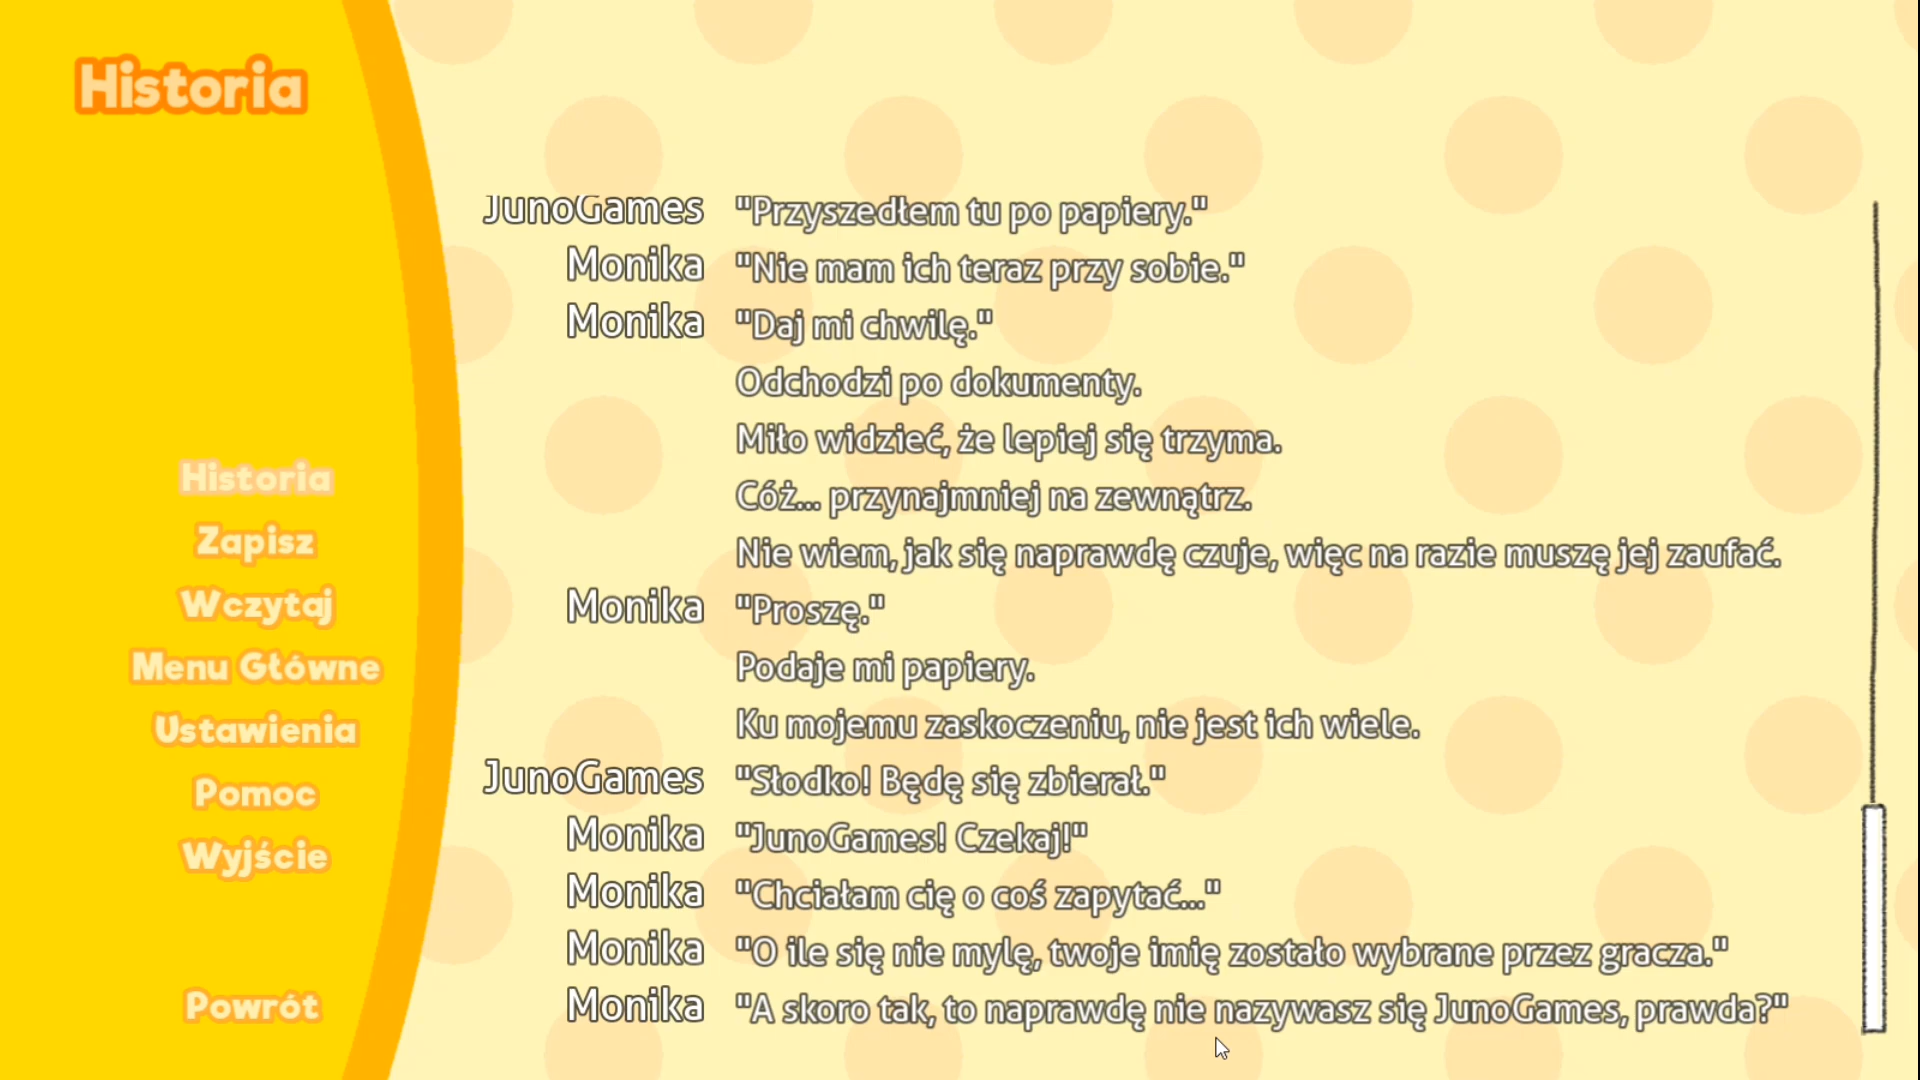 Historia
JunoGames "Przyszedłem tu po papiery."
Monika "Nie mam ich teraz przy sobie."
Monika "Daj mi chwilę."
Odchodzi po dokumenty.
Miło widzieć, że lepiej się trzyma.
Cóż... przynajmniej na zewnątrz.
Nie wiem, jak się naprawdę czuje, więc na razie muszę jej zaufać.
Monika "Proszę."
Podaje mi papiery.
Ku mojemu zaskoczeniu, nie jest ich wiele.
JunoGames "Słodko! Będę się zbierał."
Monika "JunoGames! Czekaj!"
Monika "Chciałam cię o coś zapytać..."
Monika "O ile się nie mylę, twoje imię zostało wybrane przez gracza."
Monika "A skoro tak, to naprawdę nie nazywasz się JunoGames, prawda?"
Historia
Zapisz
Wczytaj
Menu Główne
Ustawienia
Pomoc
Wyjście
Powrót